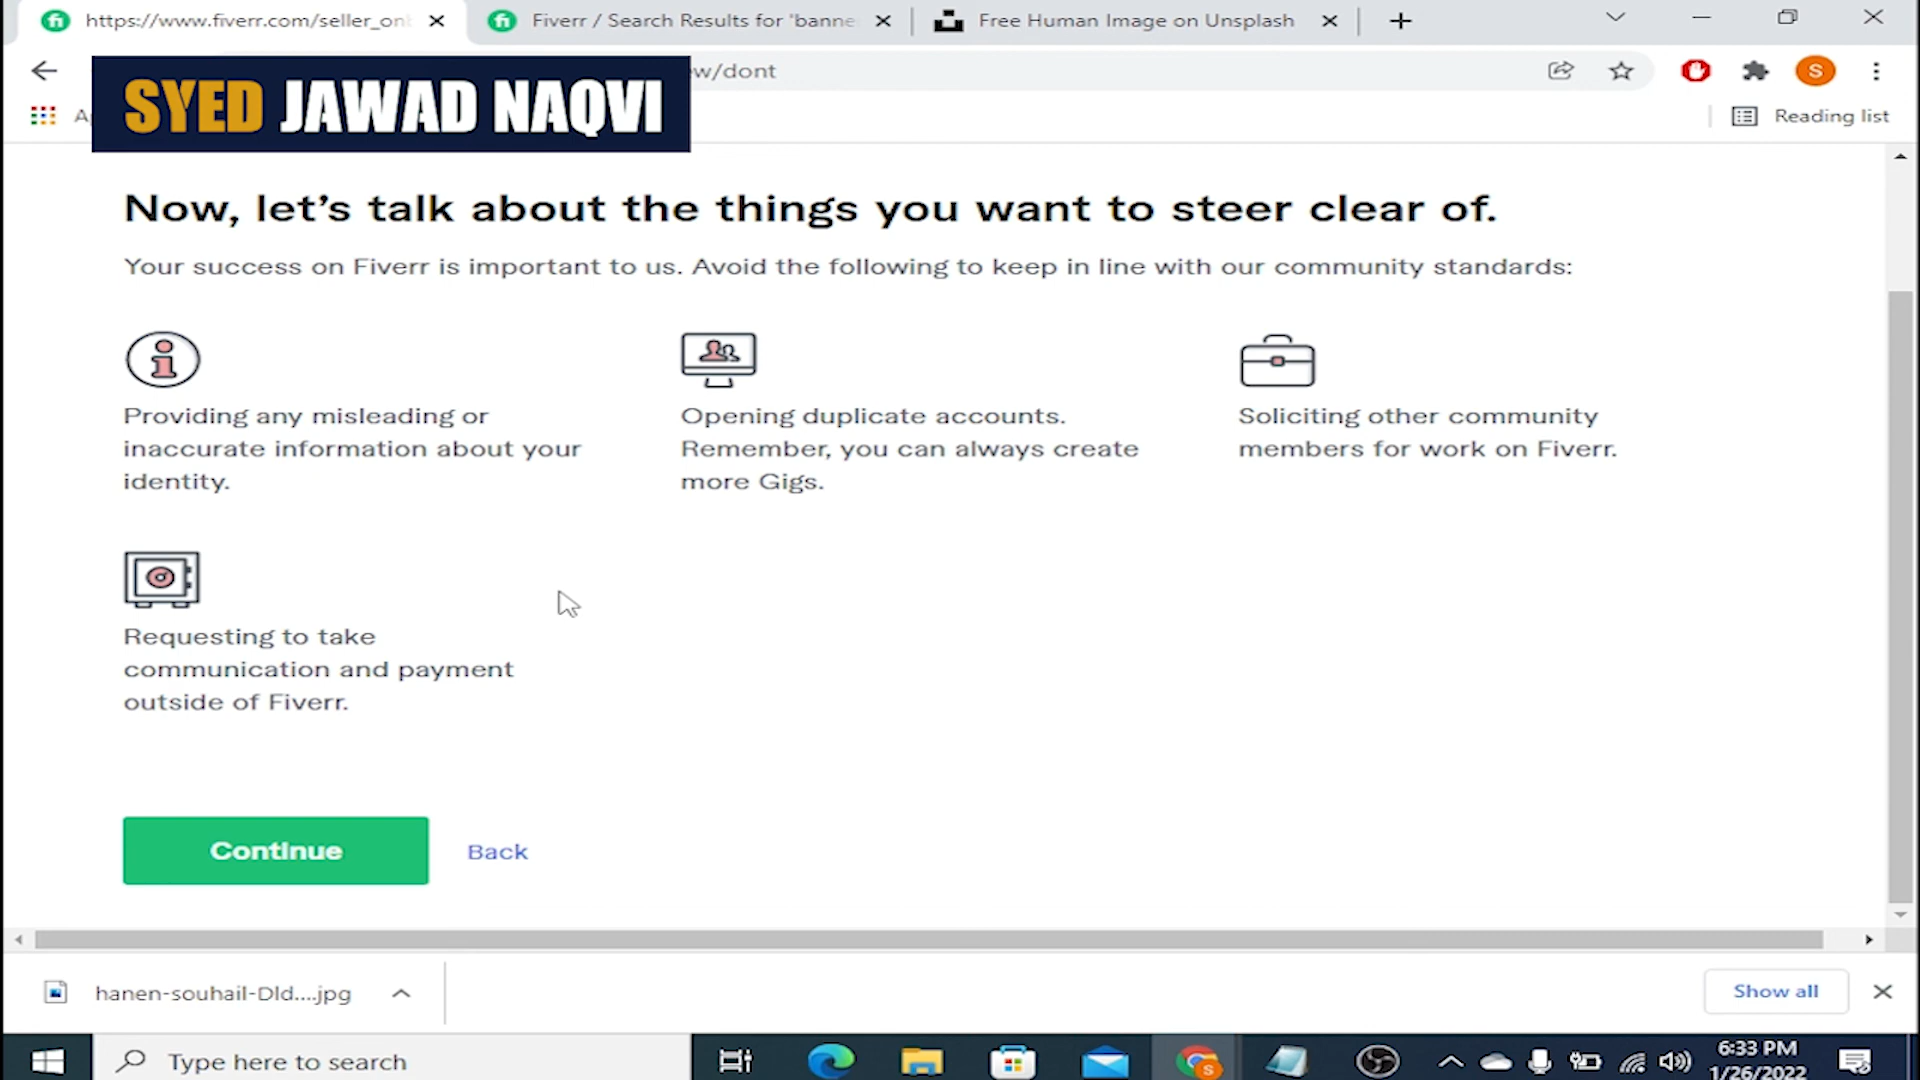 https://www.fiverr.com/seller_onb
Fiverr / Search Results for 'banne
Free Human Image on Unsplash
SYED JAWAD NAQVI
w/dont
S
Reading list
Now, let's talk about the things you want to steer clear of.
Your success on Fiverr is important to us. Avoid the following to keep in line with our community standards:
Providing any misleading or
inaccurate information about your
identity.
Opening duplicate accounts.
Remember, you can always create
more Gigs.
Soliciting other community
members for work on Fiverr.
Requesting to take
communication and payment
outside of Fiverr.
Continue
Back
hanen-souhail-Dld....jpg
Show all
Type here to search
6:33 PM
1/26/2022